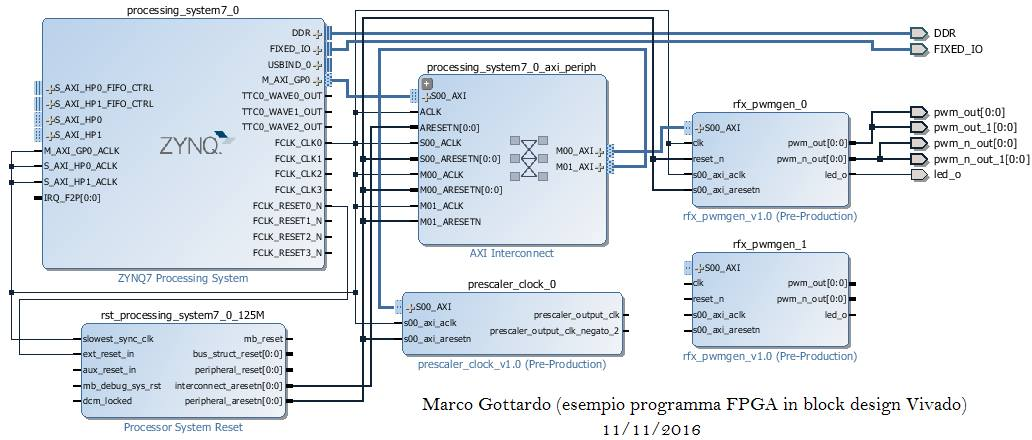 processing_system7_0
DDR
FIXED_IO
USBIND_0
M_AXI_GP0
TTC0_WAVE0_OUT
TTC0_WAVE1_OUT
TTC0_WAVE2_OUT
FCLK_CLK0
FCLK_CLK1
FCLK_CLK2
FCLK_CLK3
FCLK_RESET0_N
FCLK_RESET1_N
FCLK_RESET2_N
FCLK_RESET3_N
S_AXI_HP0_FIFO_CTRL
S_AXI_HP1_FIFO_CTRL
S_AXI_HP0
S_AXI_HP1
M_AXI_GP0_ACLK
S_AXI_HP0_ACLK
S_AXI_HP1_ACLK
IRQ_F2P[0:0]
ZYNQ
ZYNQ7 Processing System
processing_system7_0_axi_periph
S00_AXI
ACLK
ARESETN[0:0]
S00_ACLK
S00_ARESETN[0:0]
M00_ACLK
M00_ARESETN[0:0]
M01_ACLK
M01_ARESETN
M00_AXI
M01_AXI
AXI Interconnect
rfx_pwmgen_0
S00_AXI
clk
reset_n
s00_axi_aclk
s00_axi_aresetn
pwm_out[0:0]
pwm_n_out[0:0]
led_o
rfx_pwmgen_v1.0 (Pre-Production)
DDR
FIXED_IO
pwm_out[0:0]
pwm_out_1[0:0]
pwm_n_out[0:0]
pwm_n_out_1[0:0]
led_o
rfx_pwmgen_1
S00_AXI
clk
reset_n
s00_axi_aclk
s00_axi_aresetn
pwm_out[0:0]
pwm_n_out[0:0]
led_o
rfx_pwmgen_v1.0 (Pre-Production)
prescaler_clock_0
S00_AXI
s00_axi_aclk
s00_axi_aresetn
prescaler_output_clk
prescaler_output_clk_negato_2
prescaler_clock_v1.0 (Pre-Production)
rst_processing_system7_0_125M
slowest_sync_clk
ext_reset_in
aux_reset_in
mb_debug_sys_rst
dcm_locked
mb_reset
bus_struct_reset[0:0]
peripheral_reset[0:0]
interconnect_aresetn[0:0]
peripheral_aresetn[0:0]
Processor System Reset
Marco Gottardo (esempio programma FPGA in block design Vivado)
11/11/2016